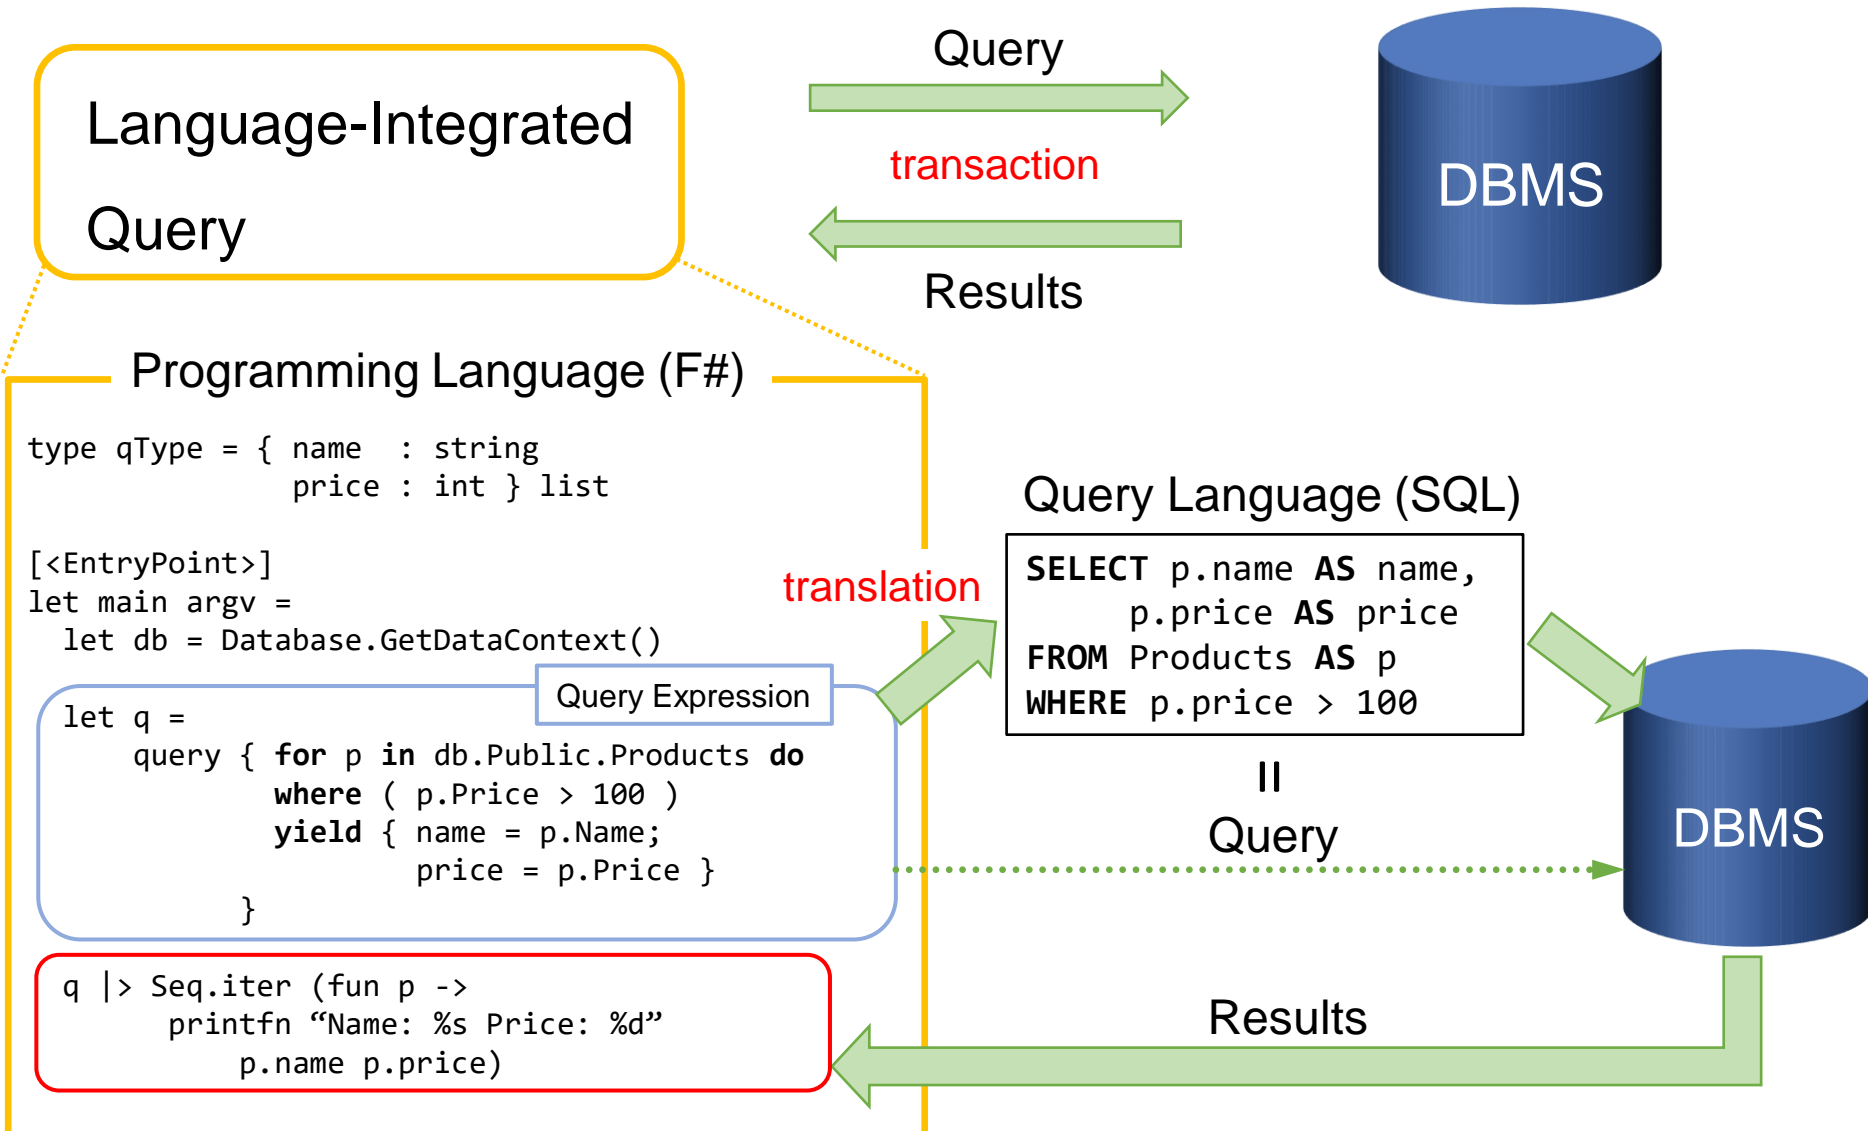 Language-Integrated
Query
Query
transaction
Results
DBMS
Programming Language (F#)
type qType = { name  : string
               price : int } list
[<EntryPoint>]
let main argv =
  let db = Database.GetDataContext()
Query Expression
  let q =
      query { for p in db.Public.Products do
              where ( p.Price > 100 )
              yield { name = p.Name;
                      price = p.Price }
            }
  q |> Seq.iter (fun p ->
        printfn “Name: %s Price: %d”
            p.name p.price)
translation
Query Language (SQL)
SELECT p.name AS name,
     p.price AS price
FROM Products AS p
WHERE p.price > 100
=
Query
DBMS
Results